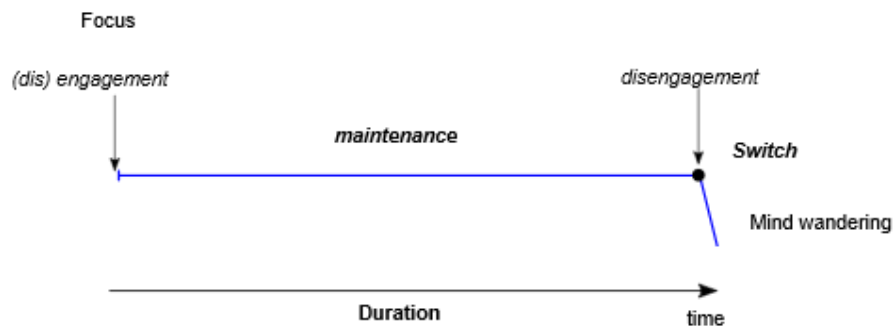 Focus
(dis) engagement
disengagement
maintenance
Switch
Mind wandering
Duration
time